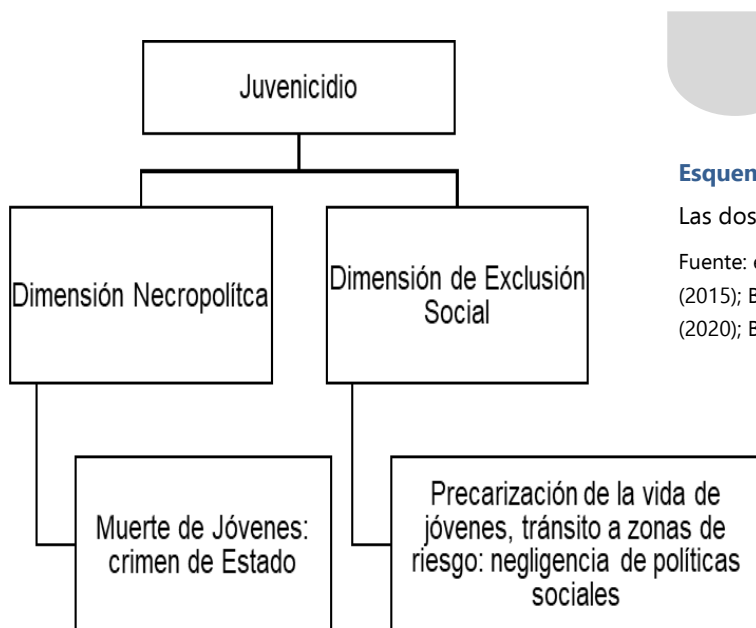 Juvenicidio
Esquen
Las dos
Fuente: e
(2015); B
(2020); B
Dimensión Necropolítca
Dimensión de Exclusión
Social
Muerte de Jóvenes:
crimen de Estado
Precarización de la vida de
jóvenes, tránsito a zonas de
riesgo: negligencia de políticas
sociales